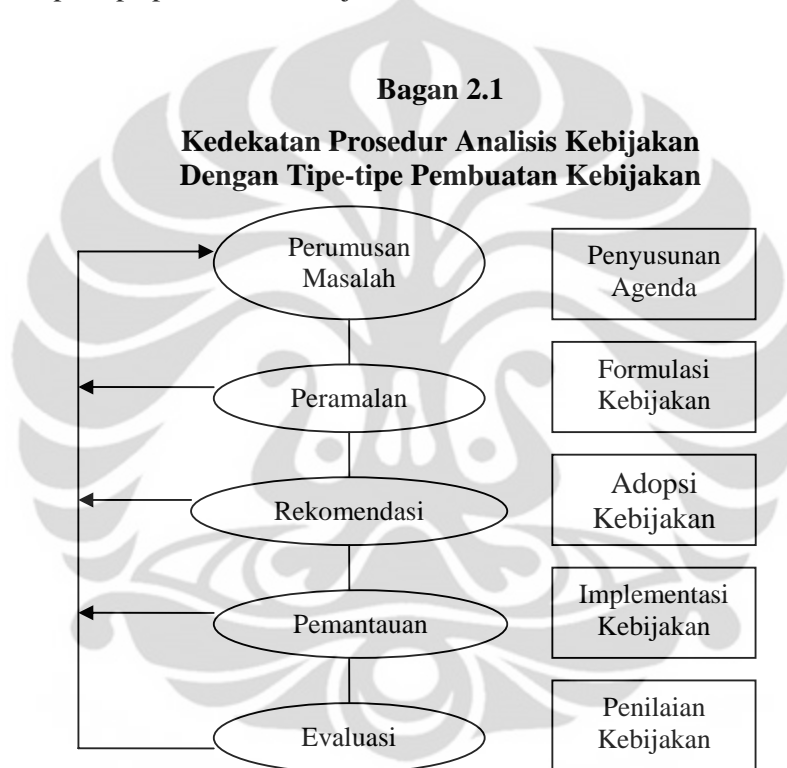 Bagan 2.1
Kedekatan Prosedur Analisis Kebijakan
Dengan Tipe-tipe Pembuatan Kebijakan
Perumusan
Masalah
Penyusunan
Agenda
Peramalan
Formulasi
Kebijakan
Rekomendasi
Adopsi
Kebijakan
Pemantauan
Implementasi
Kebijakan
Evaluasi
Penilaian
Kebijakan